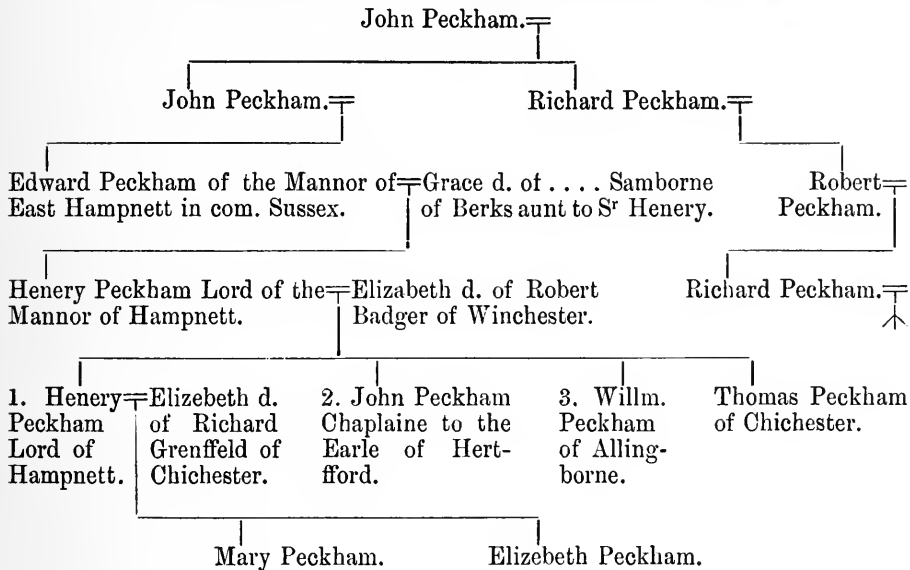 John Peckham.
John Peckham. Richard Peckham.
Edward Peckham of the Mannor of
East Hampnett in com. Sussex.
Grace d. of .... Samborne
of Berks aunt to Sr Henery.
Robert
Peckham.
Henery Peckham Lord of the
Mannor of Hampnett.
Elizabeth d. of Robert
Badger of Winchester.
Richard Peckham.
1. Henery
Peckham
Lord of
Hampnett.
Elizebeth d.
of Richard
Grenffeld of
Chichester.
2. John Peckham
Chaplaine to the
Earle of Hert-
fford.
3. Willm.
Peckham
of Alling-
borne.
Thomas Peckham
of Chichester.
Mary Peckham. Elizebeth Peckham.